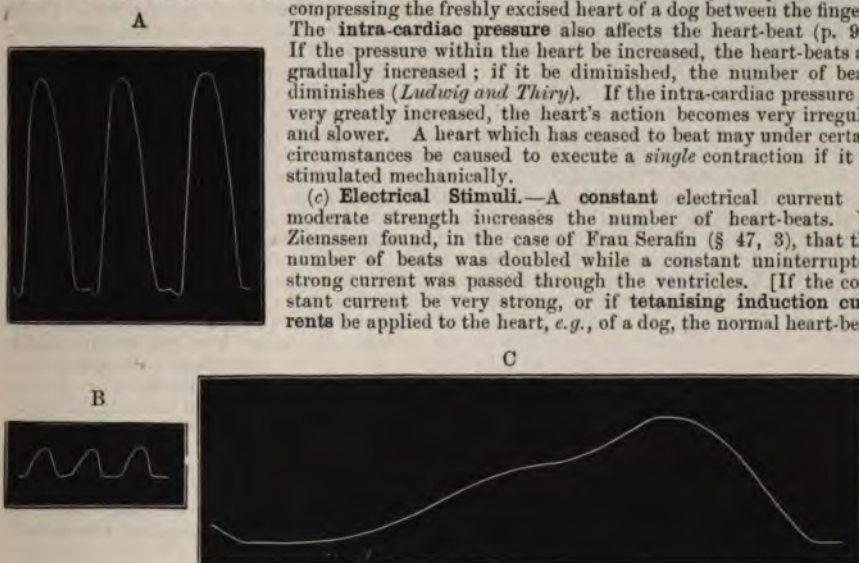 A
compressing the freshly excised heart of a dog between the finge
The intra-cardiac pressure also affects the heart-beat (p. 9
If the pressure within the heart be increased, the heart-beats a
gradually increased ; if it be diminished, the number of bea
diminishes (Ludwig and Thiry). If the intra-cardiac pressure
very greatly increased, the heart's action becomes very irregul
and slower. A heart which has ceased to beat may under certa
circumstances be caused to execute a single contraction if it
stimulated mechanically.
(c) Electrical Stimuli.—A constant electrical current
moderate strength increases the number of heart-beats.
Ziemssen found, in the case of Frau Serafin (§ 47, 3), that th
number of beats was doubled while a constant uninterrupte
strong current was passed through the ventricles. [If the co
stant current be very strong, or if tetanising induction cu
rents be applied to the heart, e.g., of a dog, the normal heart-be
B
C